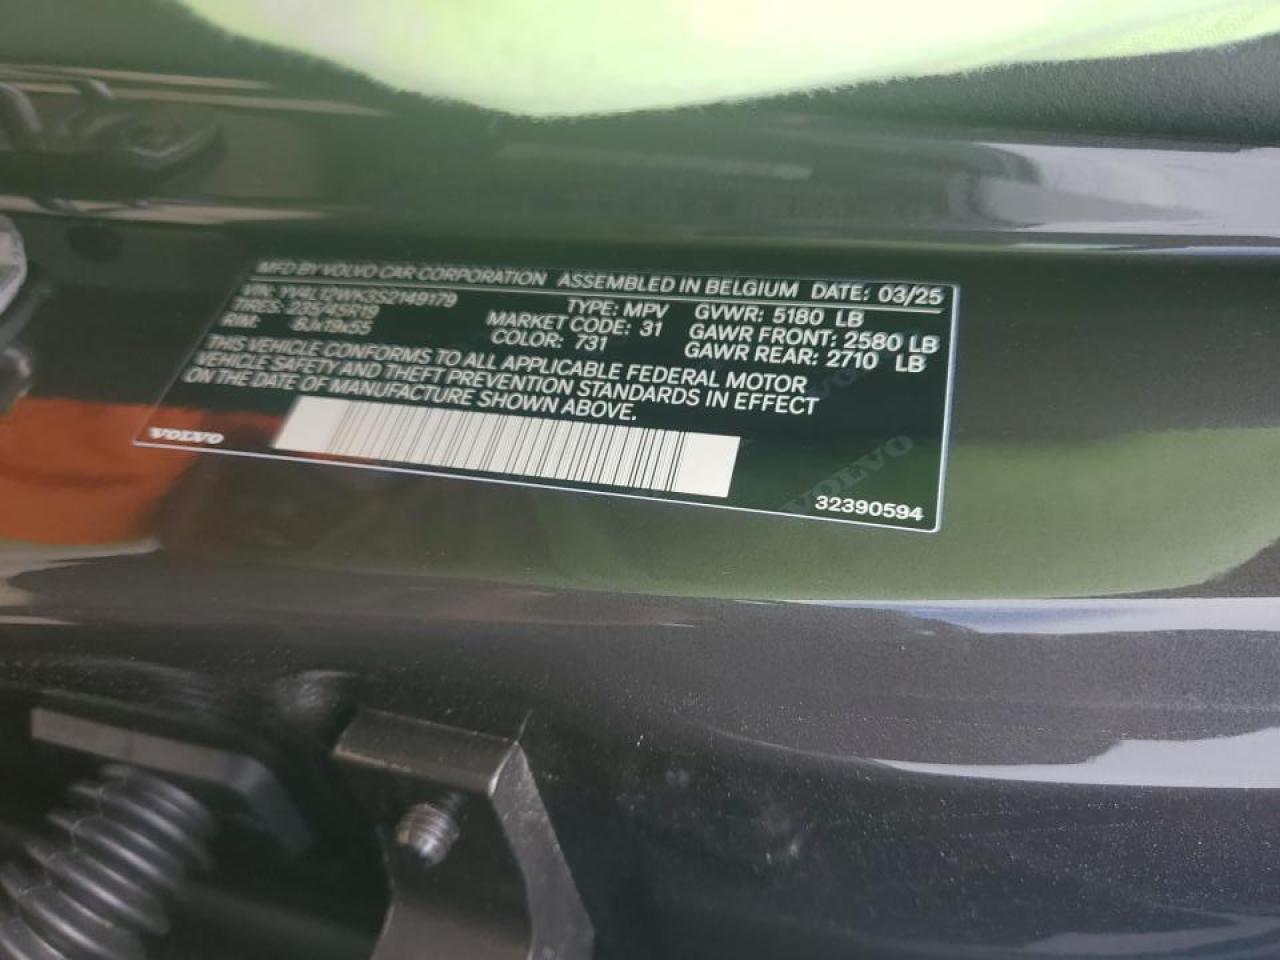 MFD BY VOLVO CAR CORPORATION ASSEMBLED IN BELGIUM DATE: 03/25
VIN: YV4L12WK3S2149179 TYPE: MPV GVWR: 5180 LB
TIRES: 235/45R19 MARKET CODE: 31 GAWR FRONT: 2580 LB
RIM: 8Jx19x55 COLOR: 731 GAWR REAR: 2710 LB
THIS VEHICLE CONFORMS TO ALL APPLICABLE FEDERAL MOTOR
VEHICLE SAFETY AND THEFT PREVENTION STANDARDS IN EFFECT
ON THE DATE OF MANUFACTURE SHOWN ABOVE.
VOLVO
VOLVO
32390594